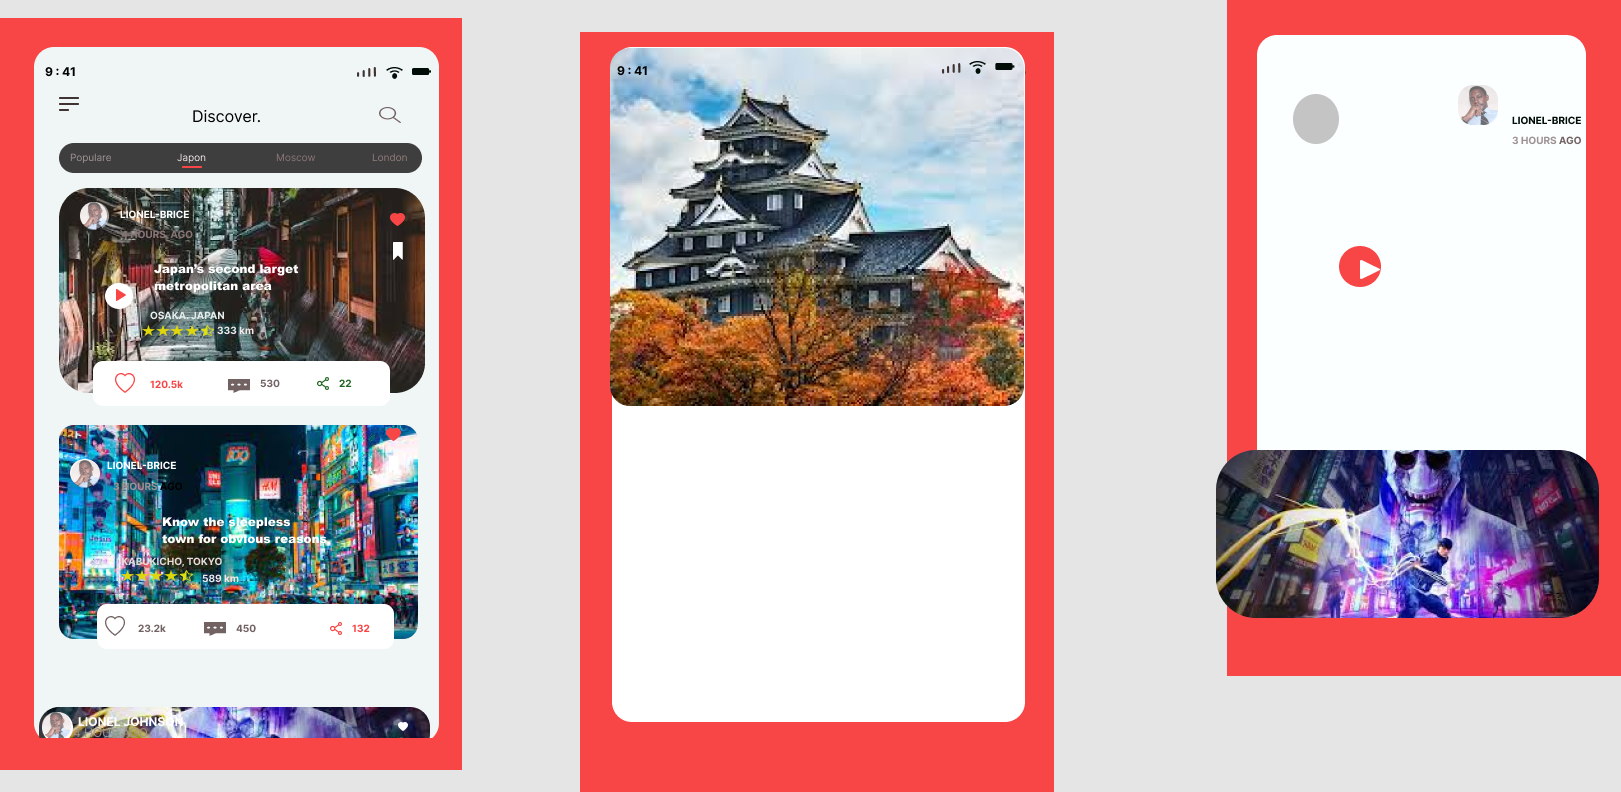 9 : 41
Discover.
Populare
Japon
Moscow
London
LIONEL-BRICE
HOURS, AGO
Japan's second larget
metropolitan area
OSAKA. JAPAN
333 km
120.5k
530
22
LIONEL-BRICE
3 HOURS AGO
H&M
Know the sleepless
town for obvious reasons.
KABUKICHO, TOKYO
589 km
23.2k
450
132
LIONEL JOHNSON
9 : 41
LIONEL-BRICE
3 HOURS AGO